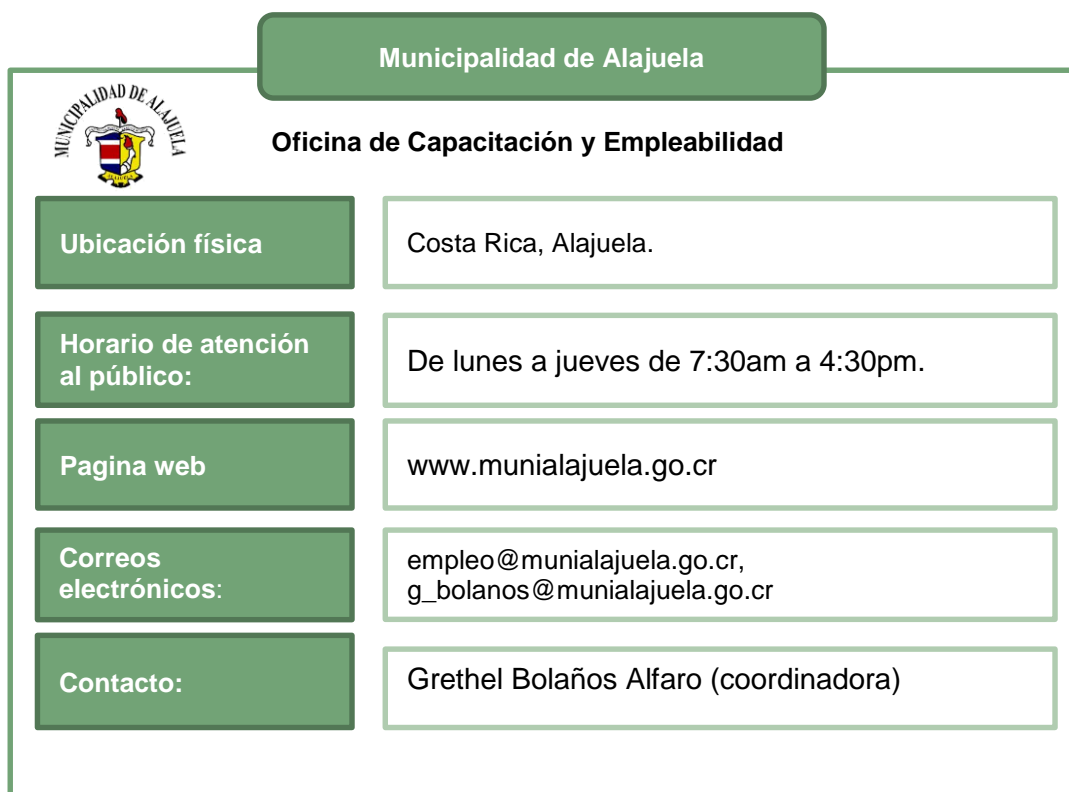 Municipalidad de Alajuela
MUNICIPALIDAD DE ALAJUELA
Oficina de Capacitación y Empleabilidad
Ubicación física
Costa Rica, Alajuela.
Horario de atención
al público:
De lunes a jueves de 7:30am a 4:30pm.
Pagina web
www.munialajuela.go.cr
Correos
electrónicos:
empleo@munialajuela.go.cr,
g_bolanos@munialajuela.go.cr
Contacto:
Grethel Bolaños Alfaro (coordinadora)